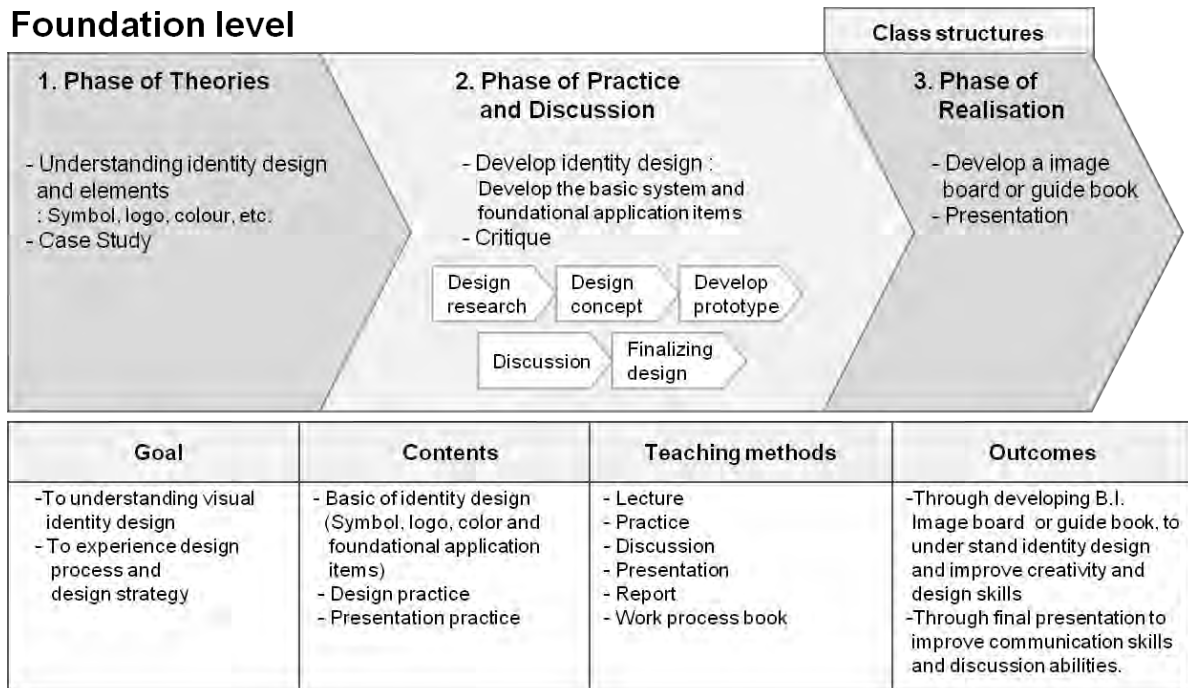 Foundation level
Class structures
1. Phase of Theories
- Understanding identity design
and elements
: Symbol, logo, colour, etc.
- Case Study
2. Phase of Practice
and Discussion
- Develop identity design :
Develop the basic system and
foundational application items
- Critique
Design
research
Design
concept
Develop
prototype
Discussion
Finalizing
design
3. Phase of
Realisation
- Develop a image
board or guide book
- Presentation
Goal
-To understanding visual
identity design
- To experience design
process and
design strategy
Contents
- Basic of identity design
(Symbol, logo, color and
foundational application
items)
- Design practice
- Presentation practice
Teaching methods
- Lecture
- Practice
- Discussion
- Presentation
- Report
- Work process book
Outcomes
-Through developing B.I.
Image board or guide book, to
under stand identity design
and improve creativity and
design skills
-Through final presentation to
improve communication skills
and discussion abilities.